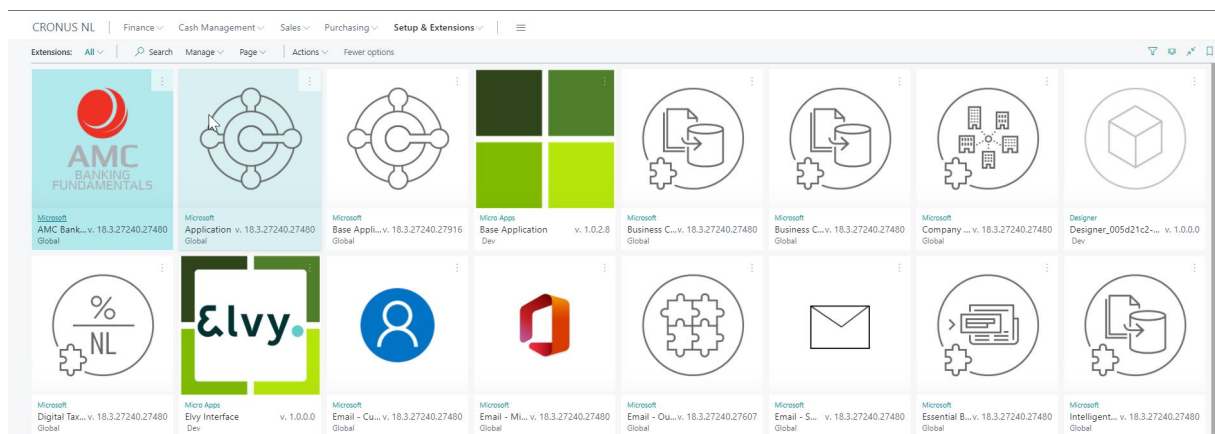 CRONUS NL | Finance Cash Management Sales Purchasing Setup & Extensions
Extensions: All Search Manage Page Actions Fewer options
AMC
BANKING
FUNDAMENTALS
Microsoft
AMC Bank... v. 18.3.27240.27480
Global
Microsoft
Application v. 18.3.27240.27480
Global
Microsoft
Base Appli... v. 18.3.27240.27916
Global
Micro Apps
Base Application v. 1.0.2.8
Dev
Microsoft
Business C... v. 18.3.27240.27480
Global
Microsoft
Business C... v. 18.3.27240.27480
Global
Microsoft
Company ... v. 18.3.27240.27480
Global
Designer
Designer_005d21c2-... v. 1.0.0.0
Dev
%
NL
Microsoft
Digital Tax... v. 18.3.27240.27480
Global
&lvy.
Micro Apps
Elvy Interface v. 1.0.0.0
Dev
Microsoft
Email - Cu... v. 18.3.27240.27480
Global
Microsoft
Email - Mi... v. 18.3.27240.27480
Global
Microsoft
Email - Ou... v. 18.3.27240.27607
Global
Microsoft
Email - S... v. 18.3.27240.27480
Global
Microsoft
Essential B... v. 18.3.27240.27480
Global
Microsoft
Intelligent... v. 18.3.27240.27480
Global